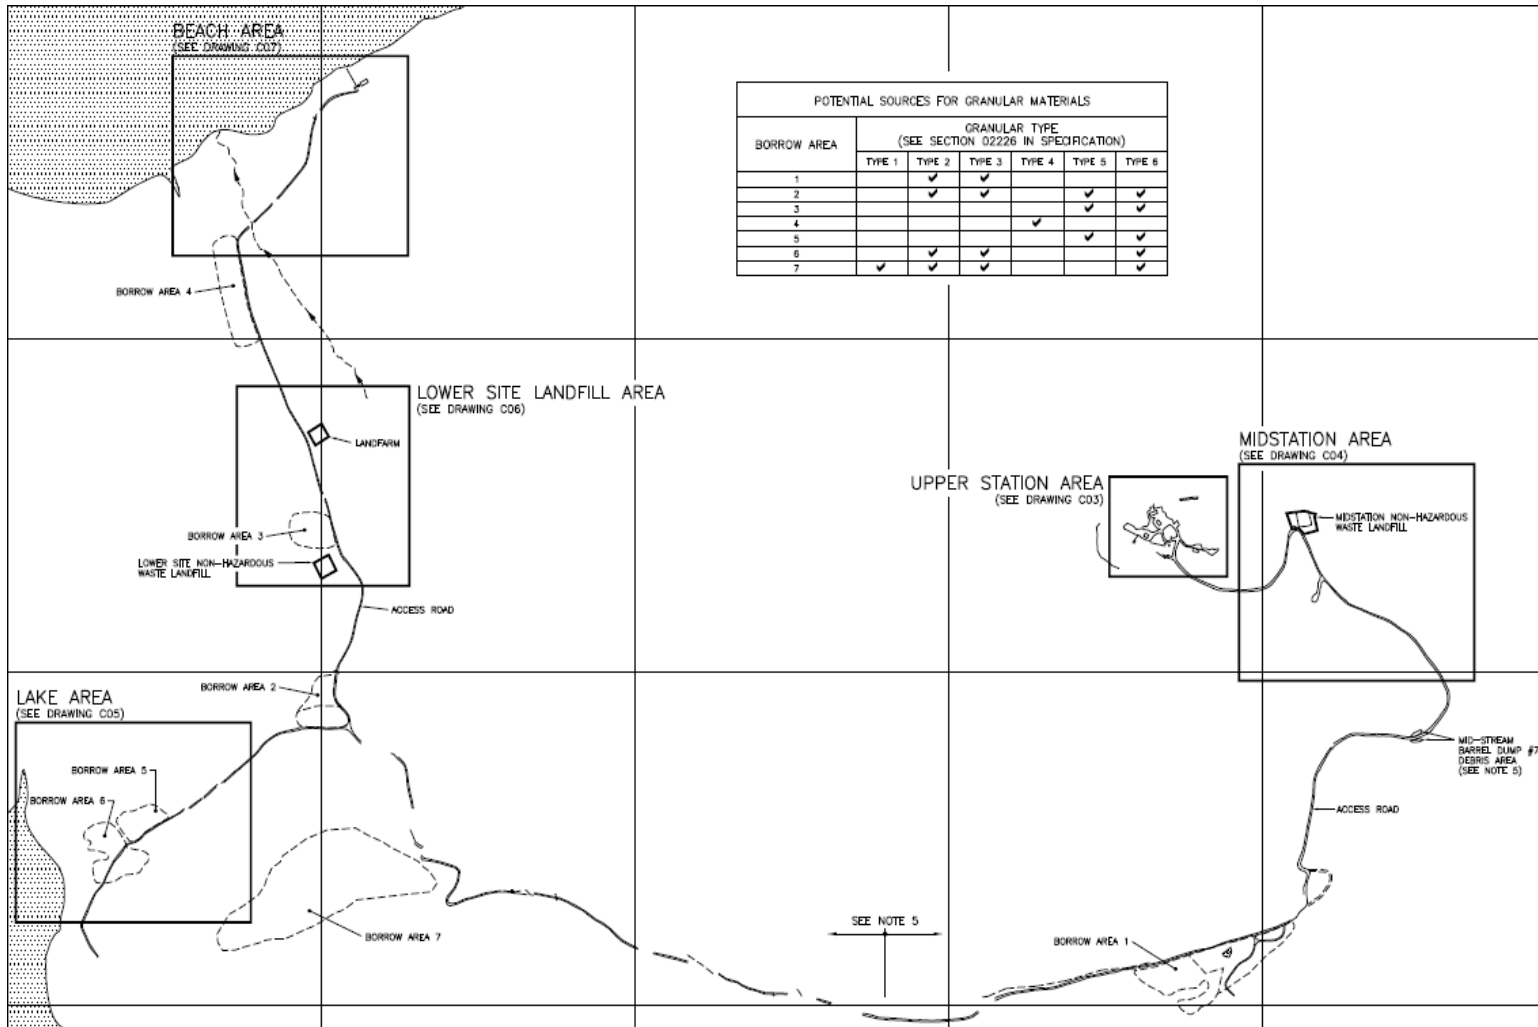 BEACH AREA
(SEE DRAWING C07)
POTENTIAL SOURCES FOR GRANULAR MATERIALS
BORROW AREA
GRANULAR TYPE
(SEE SECTION 02226 IN SPECIFICATION)
TYPE 1 TYPE 2 TYPE 3 TYPE 4 TYPE 5 TYPE 6
1 ✔ ✔
2 ✔ ✔ ✔ ✔
3 ✔ ✔
4 ✔
5 ✔ ✔
6 ✔ ✔ ✔
7 ✔ ✔ ✔ ✔
BORROW AREA 4
LOWER SITE LANDFILL AREA
(SEE DRAWING C06)
LANDFARM
BORROW AREA 3
LOWER SITE NON-HAZARDOUS
WASTE LANDFILL
ACCESS ROAD
MIDSTATION AREA
(SEE DRAWING C04)
UPPER STATION AREA
(SEE DRAWING C03)
MIDSTATION NON-HAZARDOUS
WASTE LANDFILL
BORROW AREA 2
LAKE AREA
(SEE DRAWING C05)
BORROW AREA 5
BORROW AREA 6
MID-STREAM
BARREL DUMP #7
DEBRIS AREA
(SEE NOTE 5)
ACCESS ROAD
BORROW AREA 7
SEE NOTE 5
BORROW AREA 1